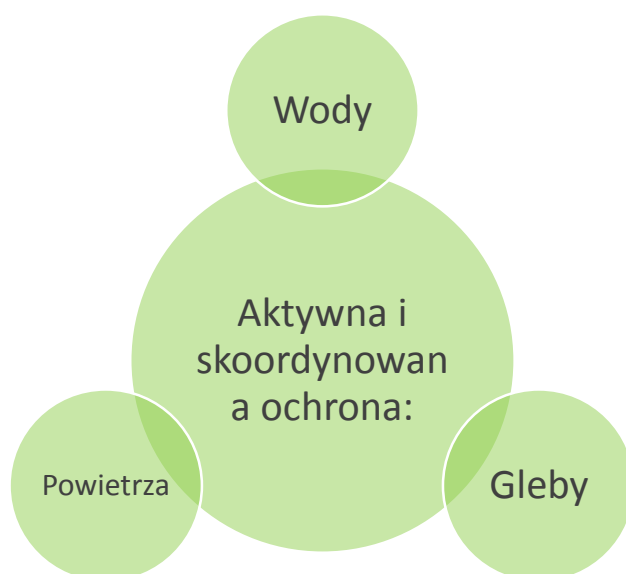 Wody
Aktywna i
skoordynowan
a ochrona:
Powietrza
Gleby